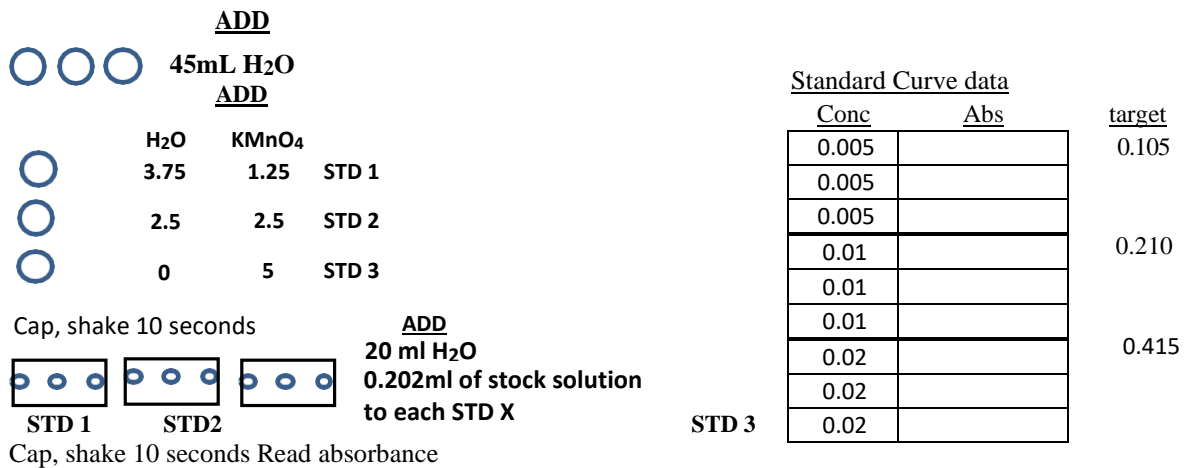 ADD
45mL H₂O
ADD
H₂O KMnO₄
3.75 1.25 STD 1
2.5 2.5 STD 2
0 5 STD 3
Cap, shake 10 seconds
ADD
20 ml H₂O
0.202ml of stock solution
to each STD X
STD 1 STD2 STD 3
Cap, shake 10 seconds Read absorbance
Standard Curve data
Conc Abs target
0.005 0.105
0.005
0.005
0.01 0.210
0.01
0.01
0.02 0.415
0.02
0.02